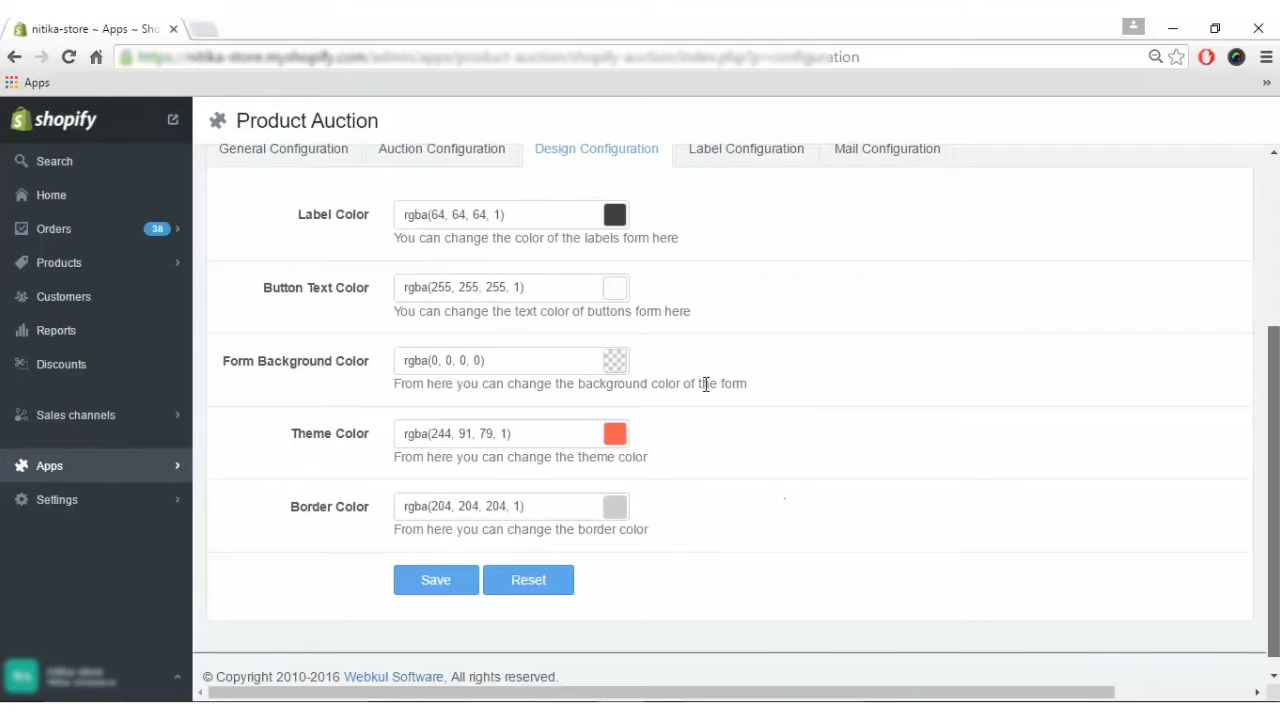 nitika-store ~ Apps ~ Sho
Apps
shopify
Product Auction
General Configuration
Auction Configuration
Design Configuration
Label Configuration
Mail Configuration
Search
Home
Orders
38
Products
Customers
Reports
Discounts
Sales channels
Apps
Settings
Label Color
rgba(64, 64, 64, 1)
You can change the color of the labels form here
Button Text Color
rgba(255, 255, 255, 1)
You can change the text color of buttons form here
Form Background Color
rgba(0, 0, 0, 0)
From here you can change the background color of the form
Theme Color
rgba(244, 91, 79, 1)
From here you can change the theme color
Border Color
rgba(204, 204, 204, 1)
From here you can change the border color
Save
Reset
© Copyright 2010-2016 Webkul Software, All rights reserved.